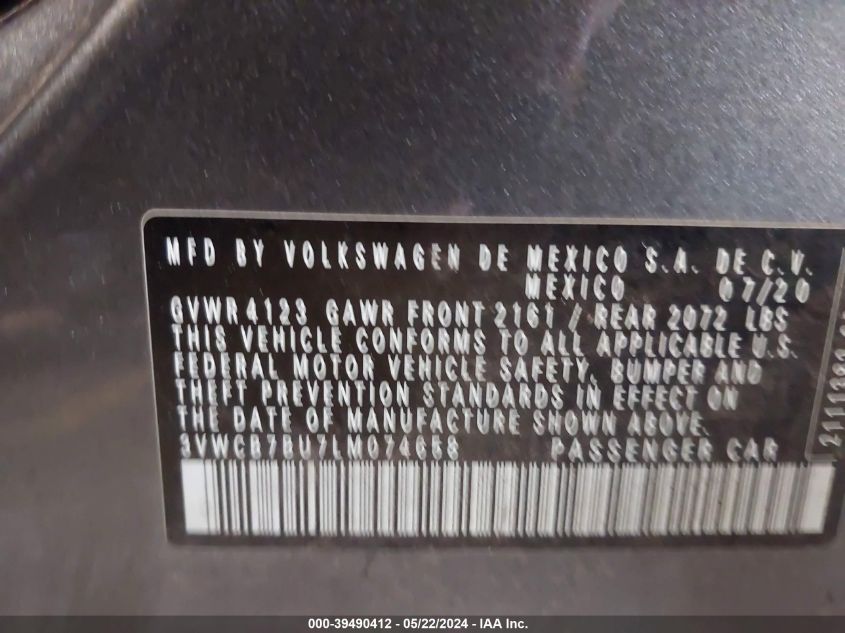 MFD BY VOLKSWAGEN DE MEXICO S.A. DE C.V.
MEXICO 07/20
GVWR 4123 GAWR FRONT 2161 / REAR 2072 LBS
THIS VEHICLE CONFORMS TO ALL APPLICABLE U.S.
FEDERAL MOTOR VEHICLE SAFETY, BUMPER AND
THEFT PREVENTION STANDARDS IN EFFECT ON
THE DATE OF MANUFACTURE SHOWN ABOVE.
3VWCB7BU7LM074658 PASSENGER CAR
000-39490412 - 05/22/2024 - IAA Inc.